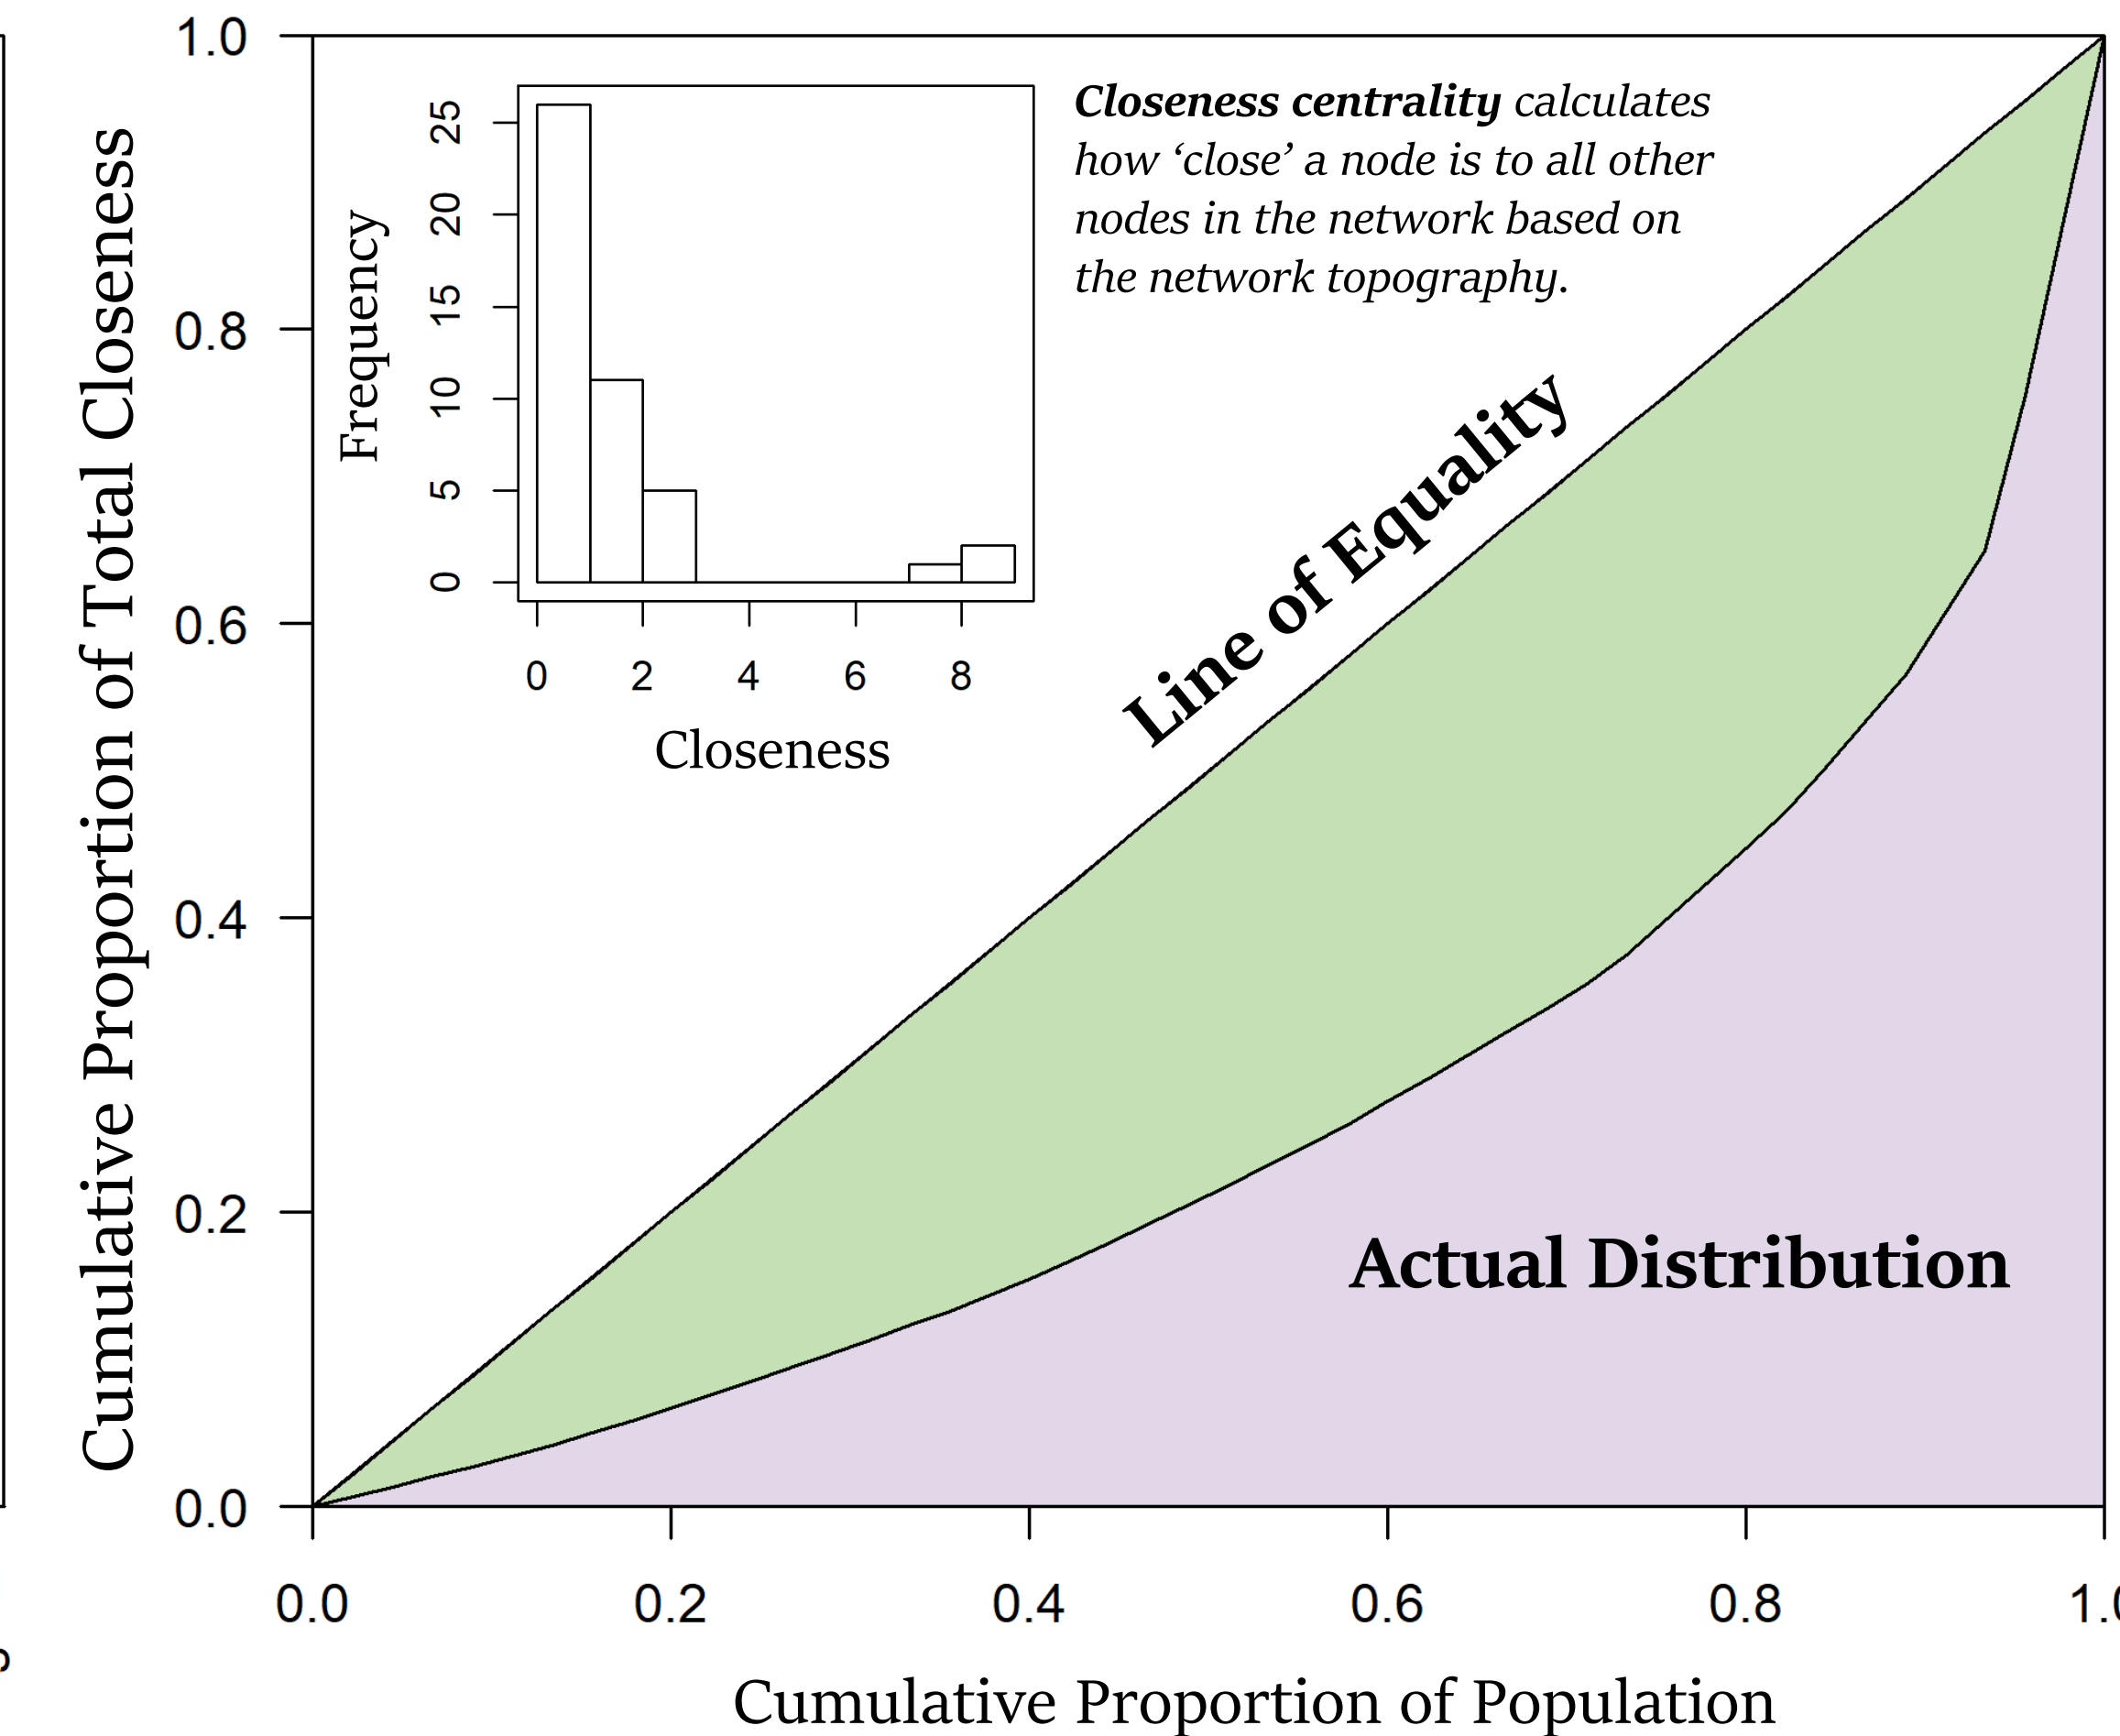 Cumulative Proportion of Total Closeness
1.0
0.8
0.6
0.4
0.2
0.0
Frequency
25
20
15
10
5
0
0 2 4 6 8
Closeness
Closeness centrality calculates
how ‘close’ a node is to all other
nodes in the network based on
the network topography.
Line of Equality
Actual Distribution
0.0 0.2 0.4 0.6 0.8
Cumulative Proportion of Population